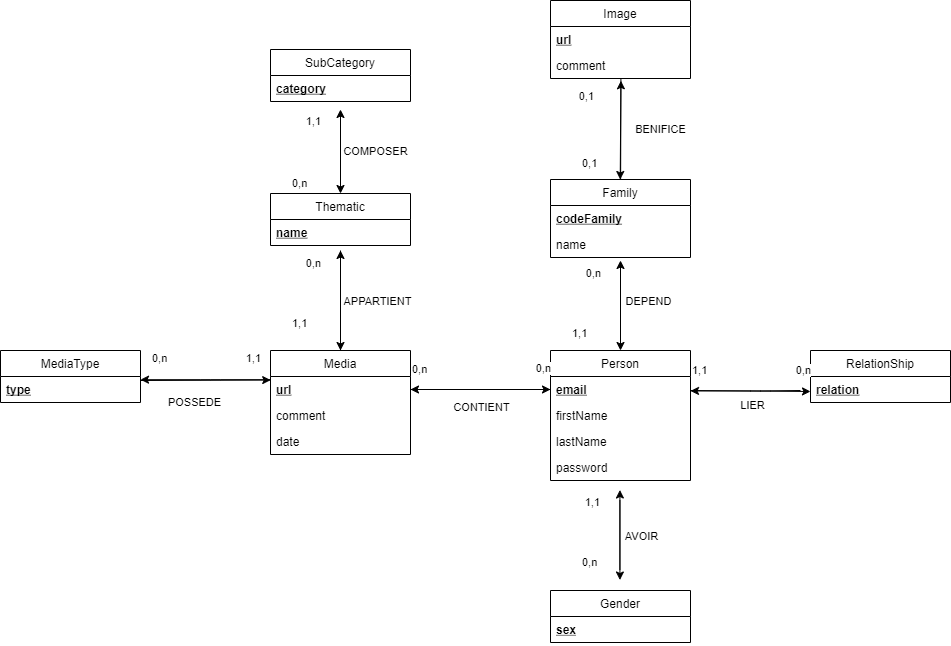 Image
url
comment
0,1
BENIFICE
0,1
SubCategory
category
1,1
COMPOSER
0,n
Thematic
name
0,n
APPARTIENT
1,1
Family
codeFamily
name
0,n
DEPEND
1,1
MediaType
type
0,n
1,1
POSSEDE
Media
url
comment
date
0,n
0,n
CONTIENT
Person
email
firstName
lastName
password
1,1
0,n
LIER
RelationShip
relation
1,1
AVOIR
0,n
Gender
sex